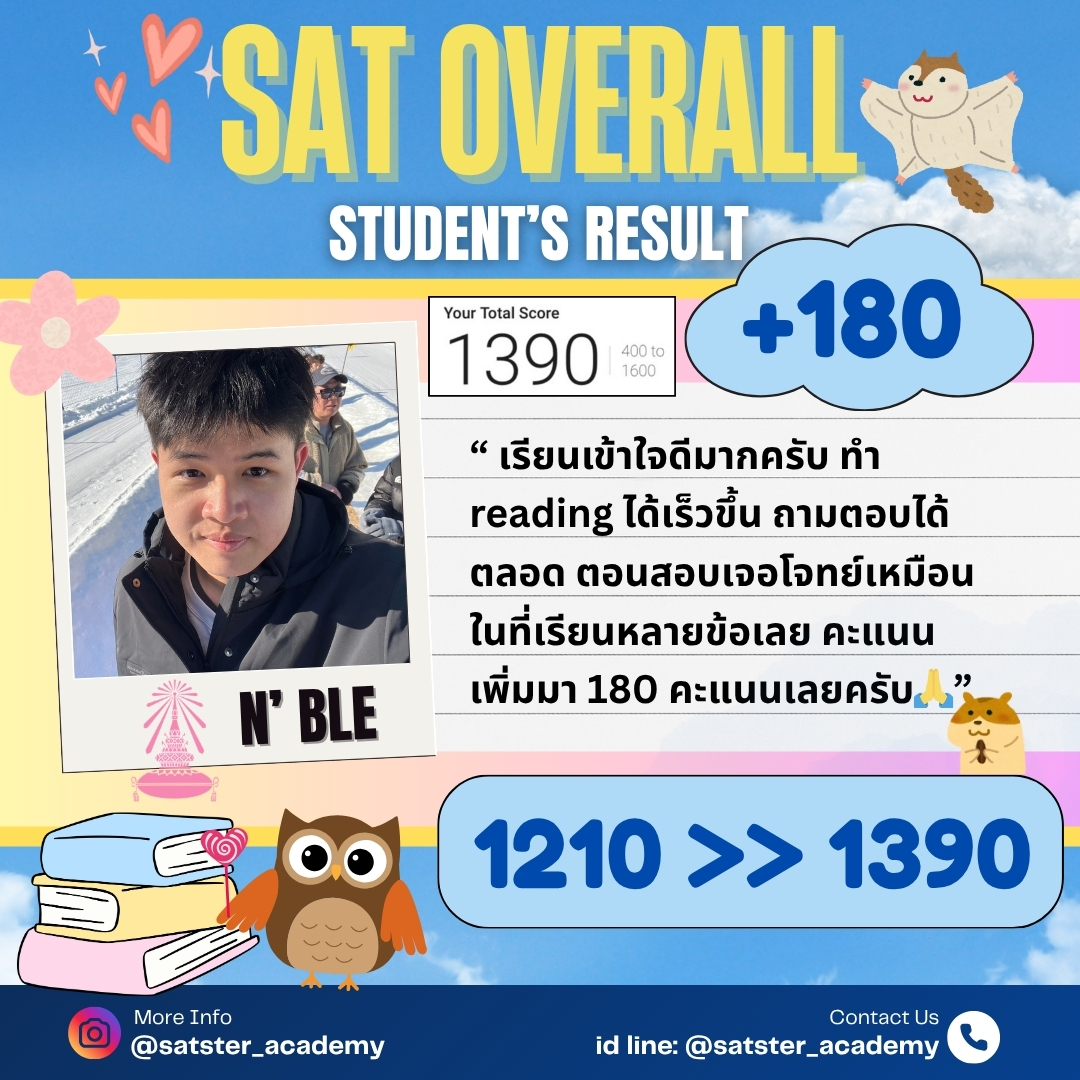 SAT OVERALL
STUDENT'S RESULT
+180
Your Total Score
1390
400 to
1600
“ เรียนเข้าใจดีมากครับ ทำ
reading ได้เร็วขึ้น ถามตอบได้
ตลอด ตอนสอบเจอโจทย์เหมือน
ในที่เรียนหลายข้อเลย คะแนน
เพิ่มมา 180 คะแนนเลยครับ🙏”
N’ BLE
1210 >> 1390
More Info
@satster_academy
Contact Us
id line: @satster_academy